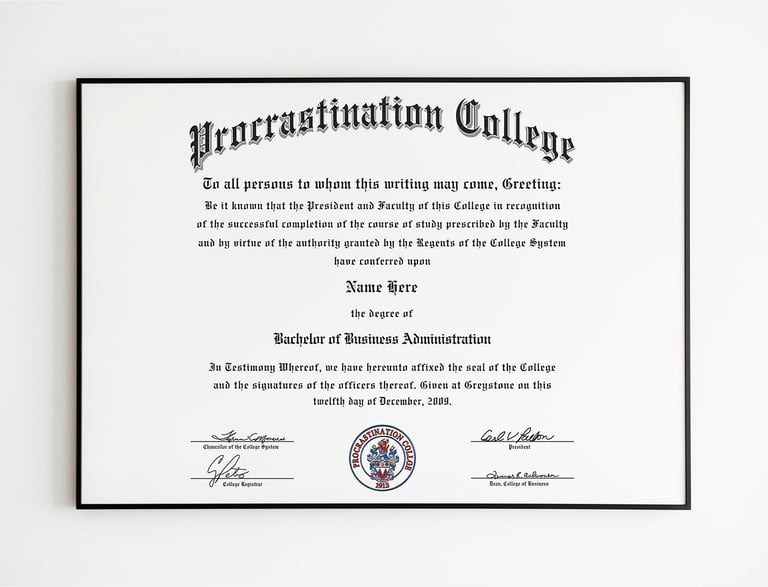 Procrastination College
To all persons to whom this writing may come, Greeting:
Be it known that the President and Faculty of this College in recognition
of the successful completion of the course of study prescribed by the Faculty
and by virtue of the authority granted by the Regents of the College System
have conferred upon
Name Here
the degree of
Bachelor of Business Administration
In Testimony Whereof, we have hereunto affixed the seal of the College
and the signatures of the officers thereof. Given at Greystone on this
twelfth day of December, 2009.
Chancellor of the College System
College Registrar
PROCRASTINATION COLLGE
1913
President
Dean, College of Business